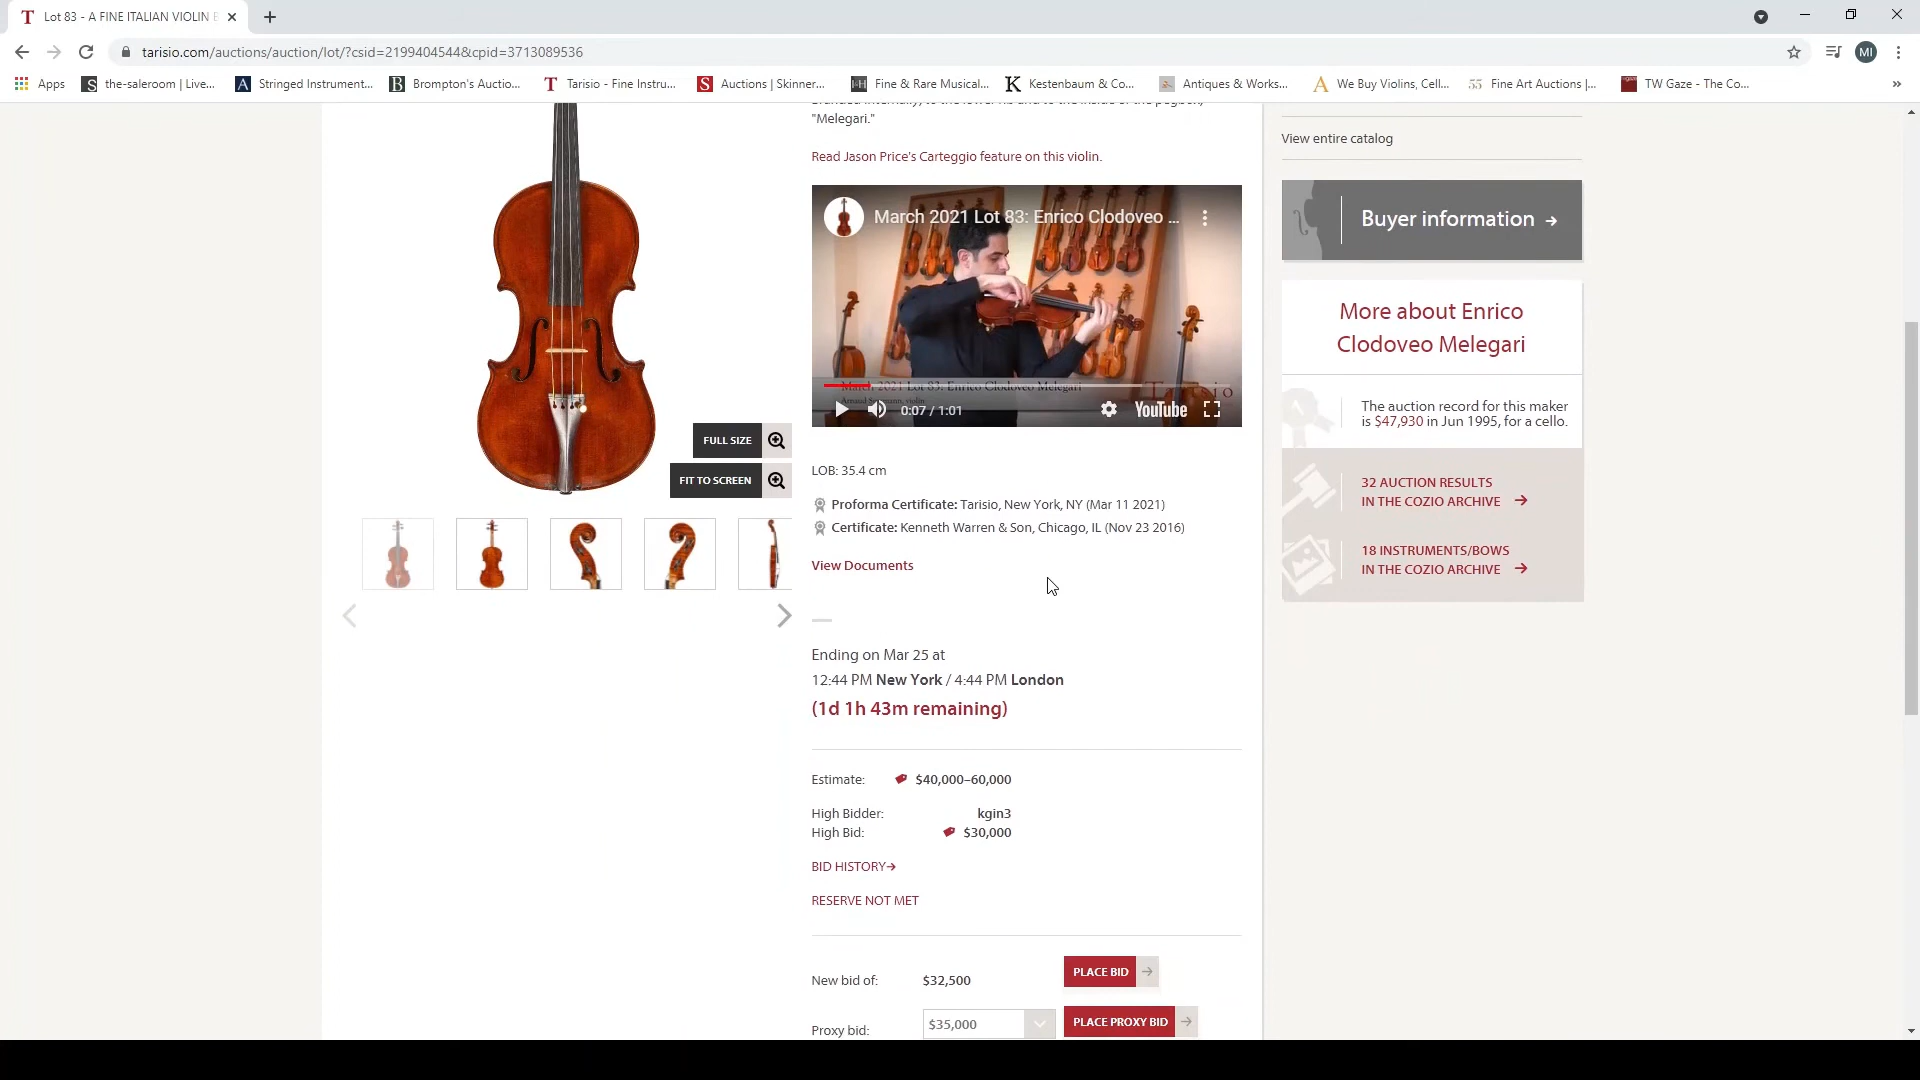 Lot 83 - A FINE ITALIAN VIOLIN
tarisio.com/auctions/auction/lot/?csid=2199404544&cpid=3713089536
MI
Apps
the-saleroom | Live...
Stringed Instrument...
Brompton's Auctio...
Tarisio - Fine Instru...
Auctions | Skinner...
Fine & Rare Musical...
Kestenbaum & Co...
Antiques & Works...
We Buy Violins, Cell...
Fine Art Auctions |...
TW Gaze - The Co...
"Melegari."
Read Jason Price's Carteggio feature on this violin.
March 2021 Lot 83: Enrico Clodoveo ...
March 2021 Lot 83: Enrico Clodoveo Melegari
Tarisio
0:07 / 1:01
YouTube
FULL SIZE
FIT TO SCREEN
LOB: 35.4 cm
Proforma Certificate: Tarisio, New York, NY (Mar 11 2021)
Certificate: Kenneth Warren & Son, Chicago, IL (Nov 23 2016)
View Documents
Ending on Mar 25 at
12:44 PM New York / 4:44 PM London
(1d 1h 43m remaining)
Estimate: $40,000–60,000
High Bidder: kgin3
High Bid: $30,000
BID HISTORY→
RESERVE NOT MET
New bid of: $32,500
PLACE BID →
Proxy bid: $35,000
PLACE PROXY BID →
View entire catalog
Buyer information →
More about Enrico
Clodoveo Melegari
The auction record for this maker
is $47,930 in Jun 1995, for a cello.
32 AUCTION RESULTS
IN THE COZIO ARCHIVE →
18 INSTRUMENTS/BOWS
IN THE COZIO ARCHIVE →